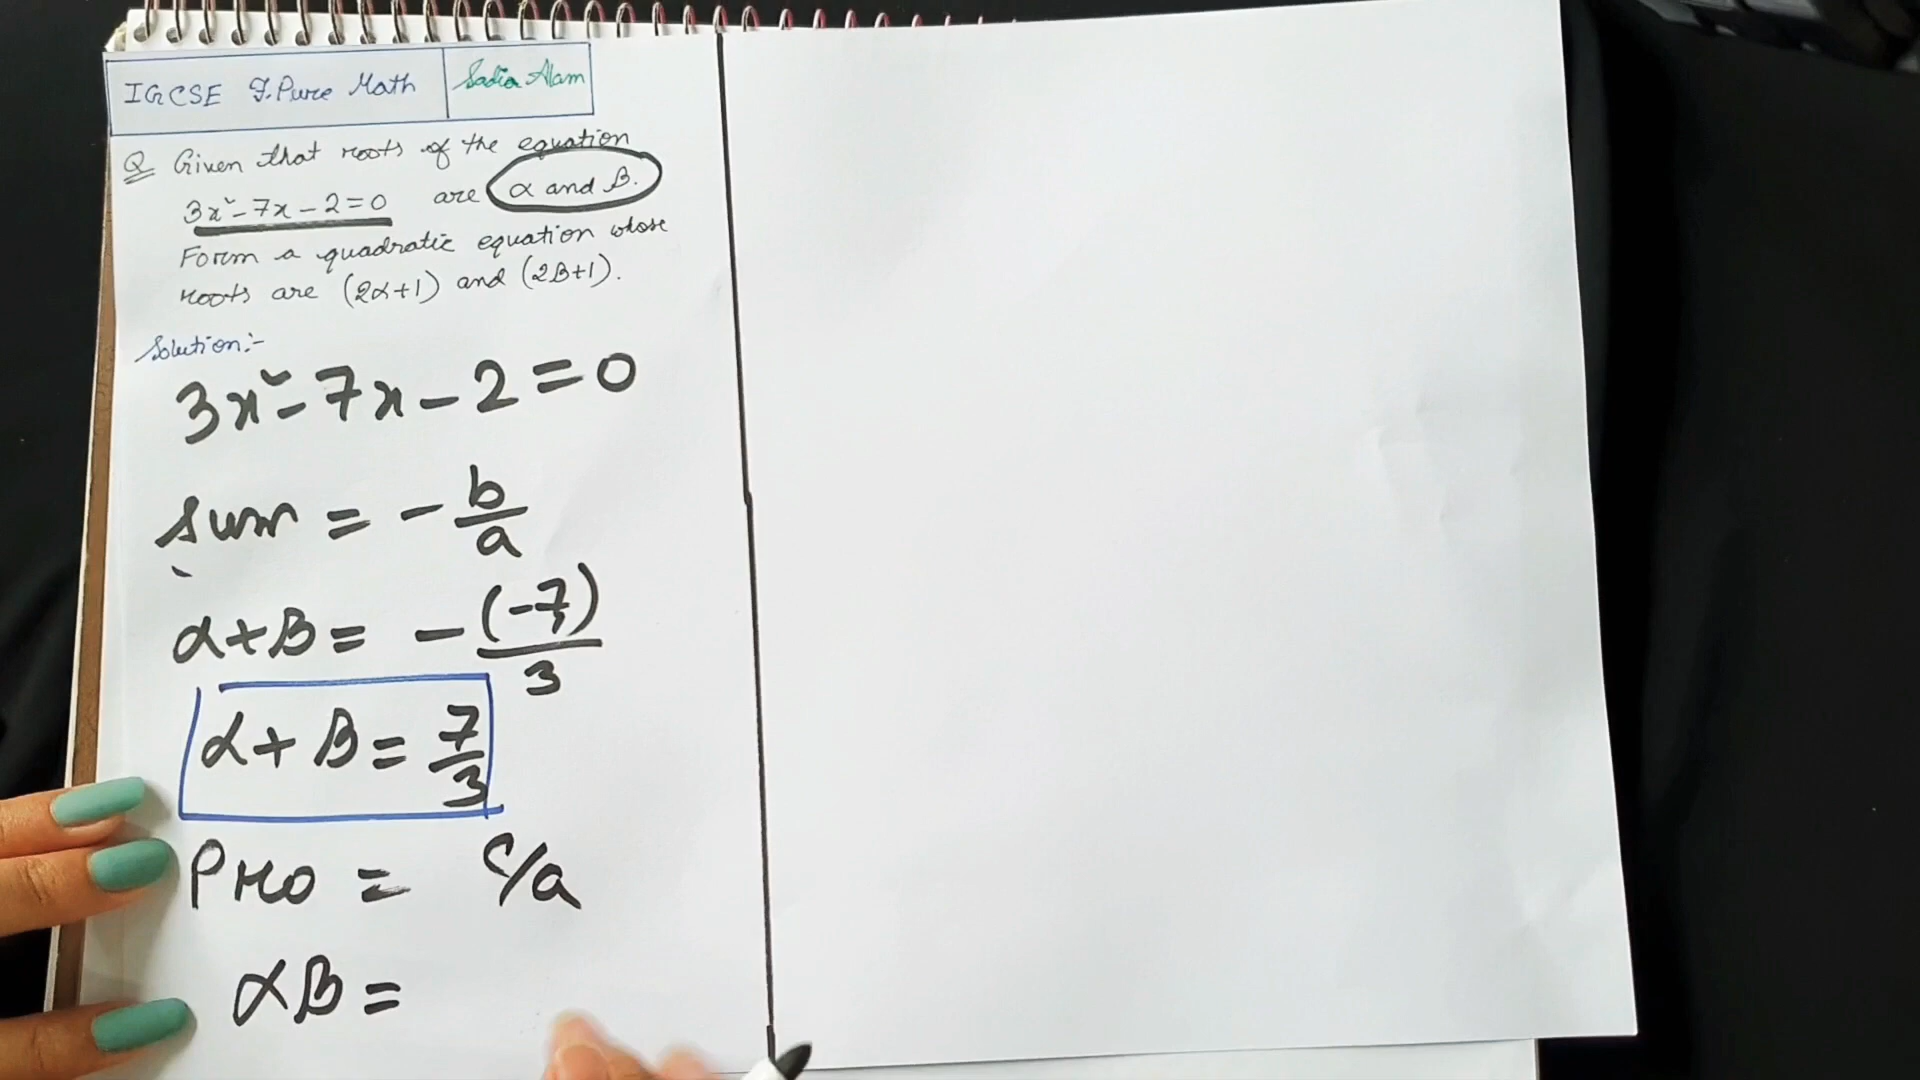 IGCSE F. Pure Math
Sadia Alam
Q Given that roots of the equation
3x²-7x-2=0 are α and β.
Form a quadratic equation whose
roots are (2α+1) and (2β+1).
Solution:-
3x²-7x-2=0
Sum = -b/a
α+β = -(-7)/3
α+β = 7/3
Pro = c/a
αβ =